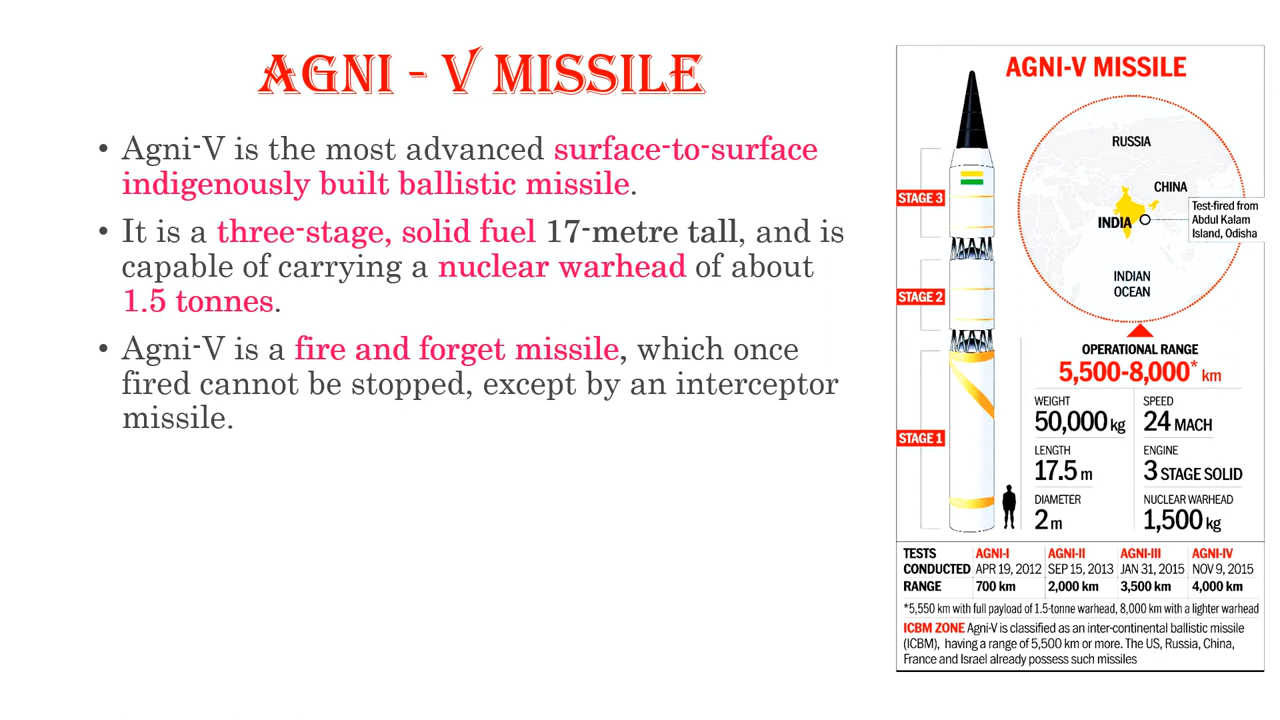 AGNI - V MISSILE
• Agni-V is the most advanced surface-to-surface
indigenously built ballistic missile.
• It is a three-stage, solid fuel 17-metre tall, and is
capable of carrying a nuclear warhead of about
1.5 tonnes.
• Agni-V is a fire and forget missile, which once
fired cannot be stopped, except by an interceptor
missile.
AGNI-V MISSILE
RUSSIA
CHINA
INDIA
Test-fired from
Abdul Kalam
Island, Odisha
INDIAN
OCEAN
STAGE 3
STAGE 2
STAGE 1
OPERATIONAL RANGE
5,500-8,000* km
WEIGHT
50,000 kg
SPEED
24 MACH
LENGTH
17.5 m
ENGINE
3 STAGE SOLID
DIAMETER
2 m
NUCLEAR WARHEAD
1,500 kg
TESTS AGNI-I AGNI-II AGNI-III AGNI-IV
CONDUCTED APR 19, 2012 SEP 15, 2013 JAN 31, 2015 NOV 9, 2015
RANGE 700 km 2,000 km 3,500 km 4,000 km
*5,550 km with full payload of 1.5-tonne warhead, 8,000 km with a lighter warhead
ICBM ZONE Agni-V is classified as an inter-continental ballistic missile
(ICBM), having a range of 5,500 km or more. The US, Russia, China,
France and Israel already possess such missiles